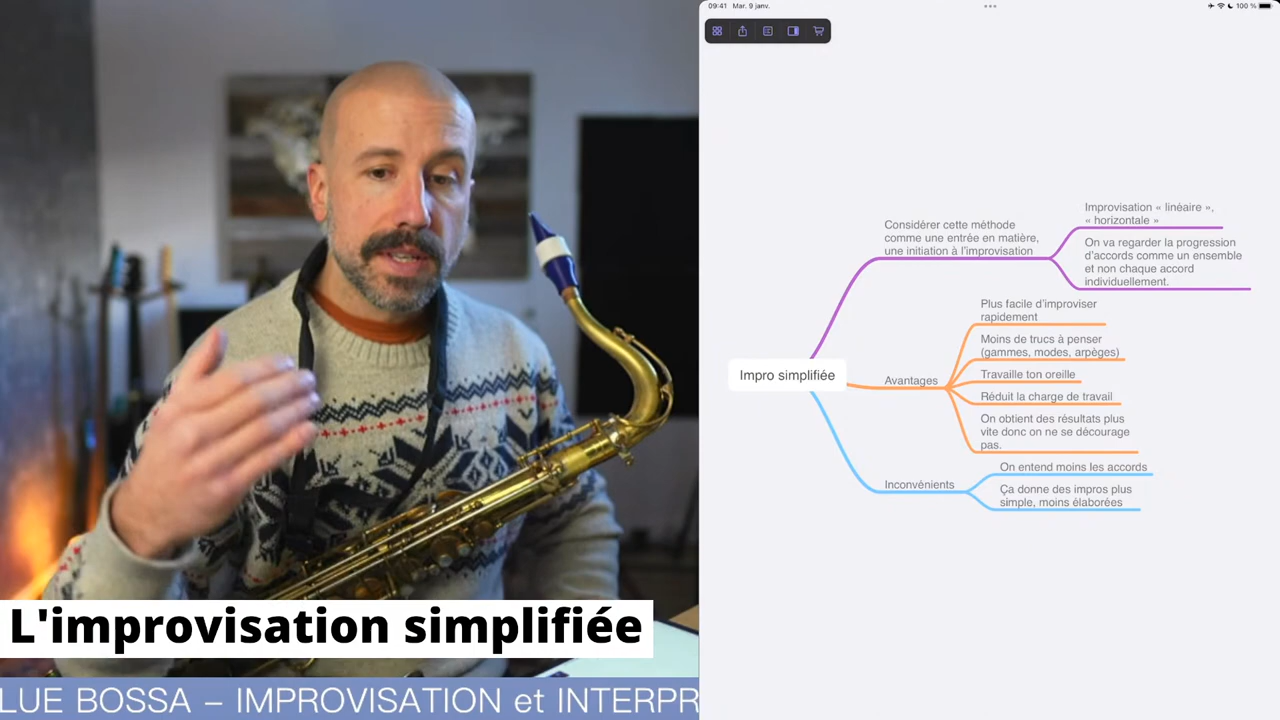 09:41 Mar. 9 janv.
100 %
Improvisation « linéaire »,
« horizontale »
Considérer cette méthode
comme une entrée en matière,
une initiation à l'improvisation
On va regarder la progression
d'accords comme un ensemble
et non chaque accord
individuellement.
Impro simplifiée
Avantages
Plus facile d'improviser
rapidement
Moins de trucs à penser
(gammes, modes, arpèges)
Travaille ton oreille
Réduit la charge de travail
On obtient des résultats plus
vite donc on ne se décourage
pas.
Inconvénients
On entend moins les accords
Ça donne des impros plus
simple, moins élaborées
L'improvisation simplifiée
LUE BOSSA – IMPROVISATION et INTERPR